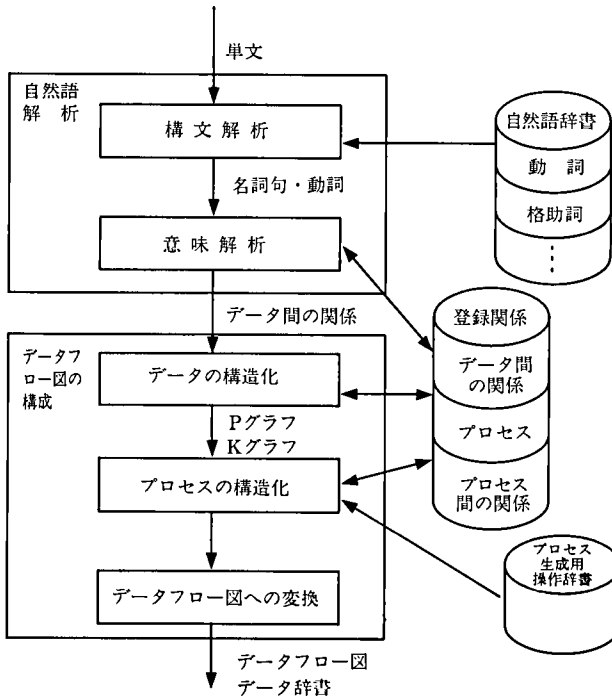 単文
自然語
解析
構文解析
名詞句・動詞
意味解析
データ間の関係
データフ
ロー図の
構成
データの構造化
Pグラフ
Kグラフ
プロセスの構造化
データフロー図への変換
データフロー図
データ辞書
自然語辞書
動詞
格助詞
登録関係
データ間
の関係
プロセス
プロセス
間の関係
プロセス
生成用
操作辞書